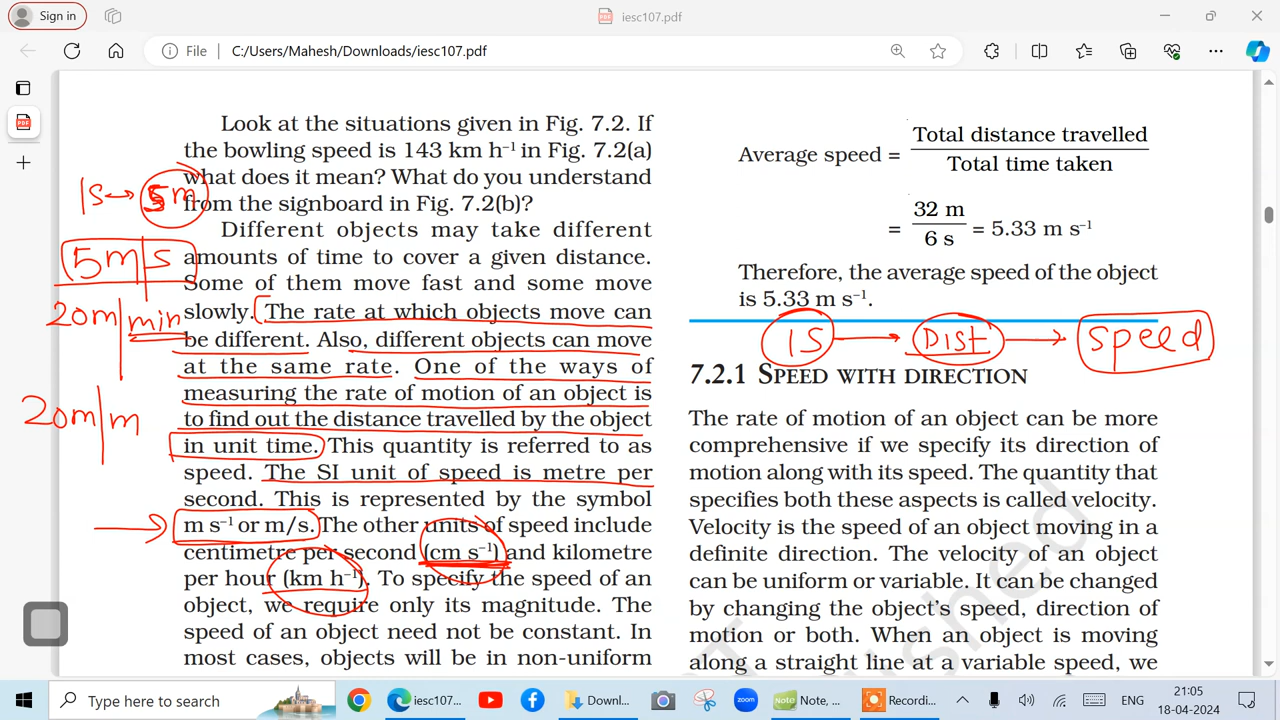 Sign in
iesc107.pdf
File
C:/Users/Mahesh/Downloads/iesc107.pdf
Look at the situations given in Fig. 7.2. If
the bowling speed is 143 km h⁻¹ in Fig. 7.2(a)
what does it mean? What do you understand
from the signboard in Fig. 7.2(b)?
Different objects may take different
amounts of time to cover a given distance.
Some of them move fast and some move
slowly. The rate at which objects move can
be different. Also, different objects can move
at the same rate. One of the ways of
measuring the rate of motion of an object is
to find out the distance travelled by the object
in unit time. This quantity is referred to as
speed. The SI unit of speed is metre per
second. This is represented by the symbol
m s⁻¹ or m/s. The other units of speed include
centimetre per second (cm s⁻¹) and kilometre
per hour (km h⁻¹). To specify the speed of an
object, we require only its magnitude. The
speed of an object need not be constant. In
most cases, objects will be in non-uniform
1S ↔ 5m
5m|s
20m|min
20m|m
Average speed = Total distance travelled
Total time taken
= 32 m
6 s = 5.33 m s⁻¹
Therefore, the average speed of the object
is 5.33 m s⁻¹.
1S → Dist → Speed
7.2.1 SPEED WITH DIRECTION
The rate of motion of an object can be more
comprehensive if we specify its direction of
motion along with its speed. The quantity that
specifies both these aspects is called velocity.
Velocity is the speed of an object moving in a
definite direction. The velocity of an object
can be uniform or variable. It can be changed
by changing the object's speed, direction of
motion or both. When an object is moving
along a straight line at a variable speed, we
Type here to search
iesc107...
Downl...
zoom
Note
Note, ...
Recordi...
ENG
21:05
18-04-2024